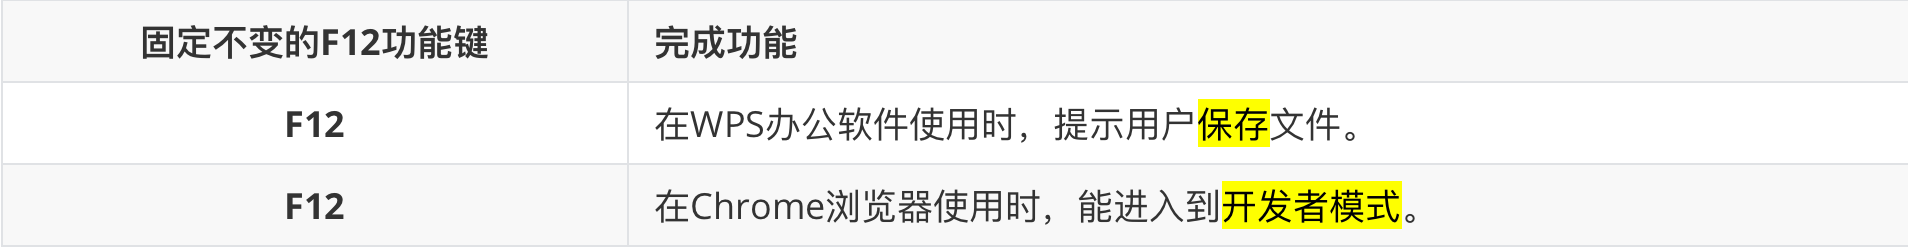 固定不变的F12功能键 完成功能
F12 在WPS办公软件使用时，提示用户保存文件。
F12 在Chrome浏览器使用时，能进入到开发者模式。